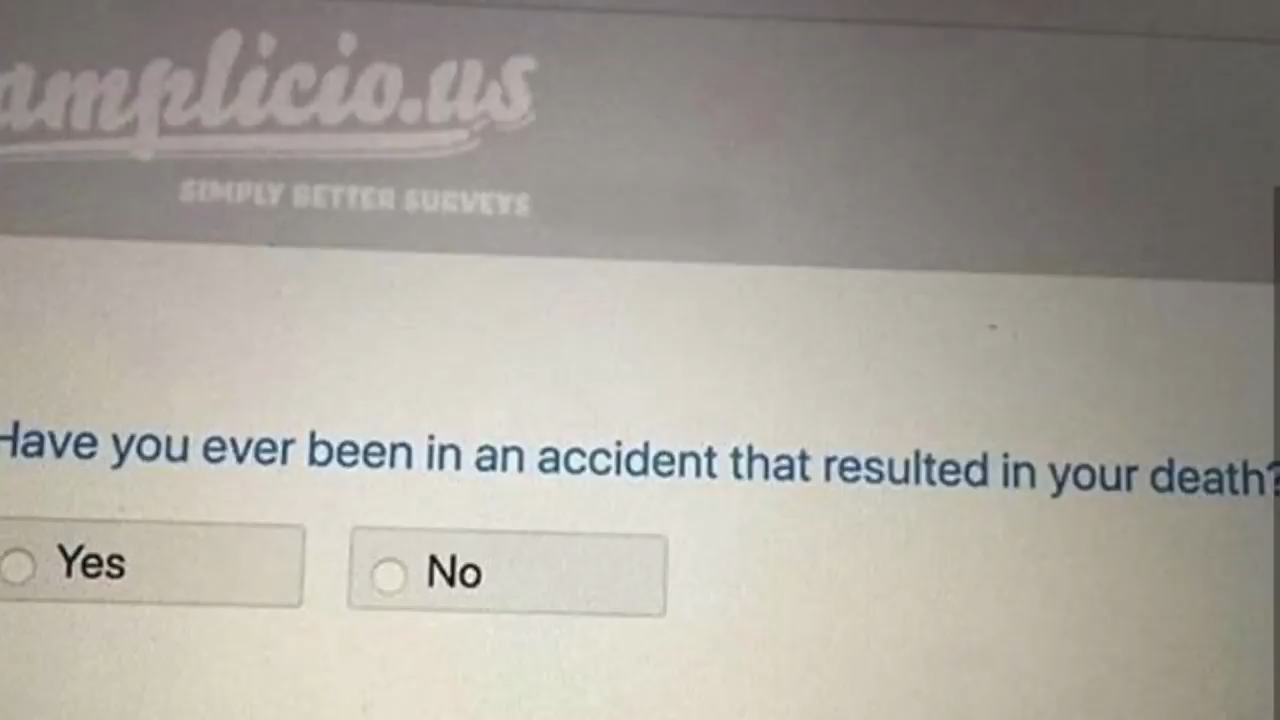 amplicio.us
SIMPLY BETTER SURVEYS
Have you ever been in an accident that resulted in your death?
Yes
No